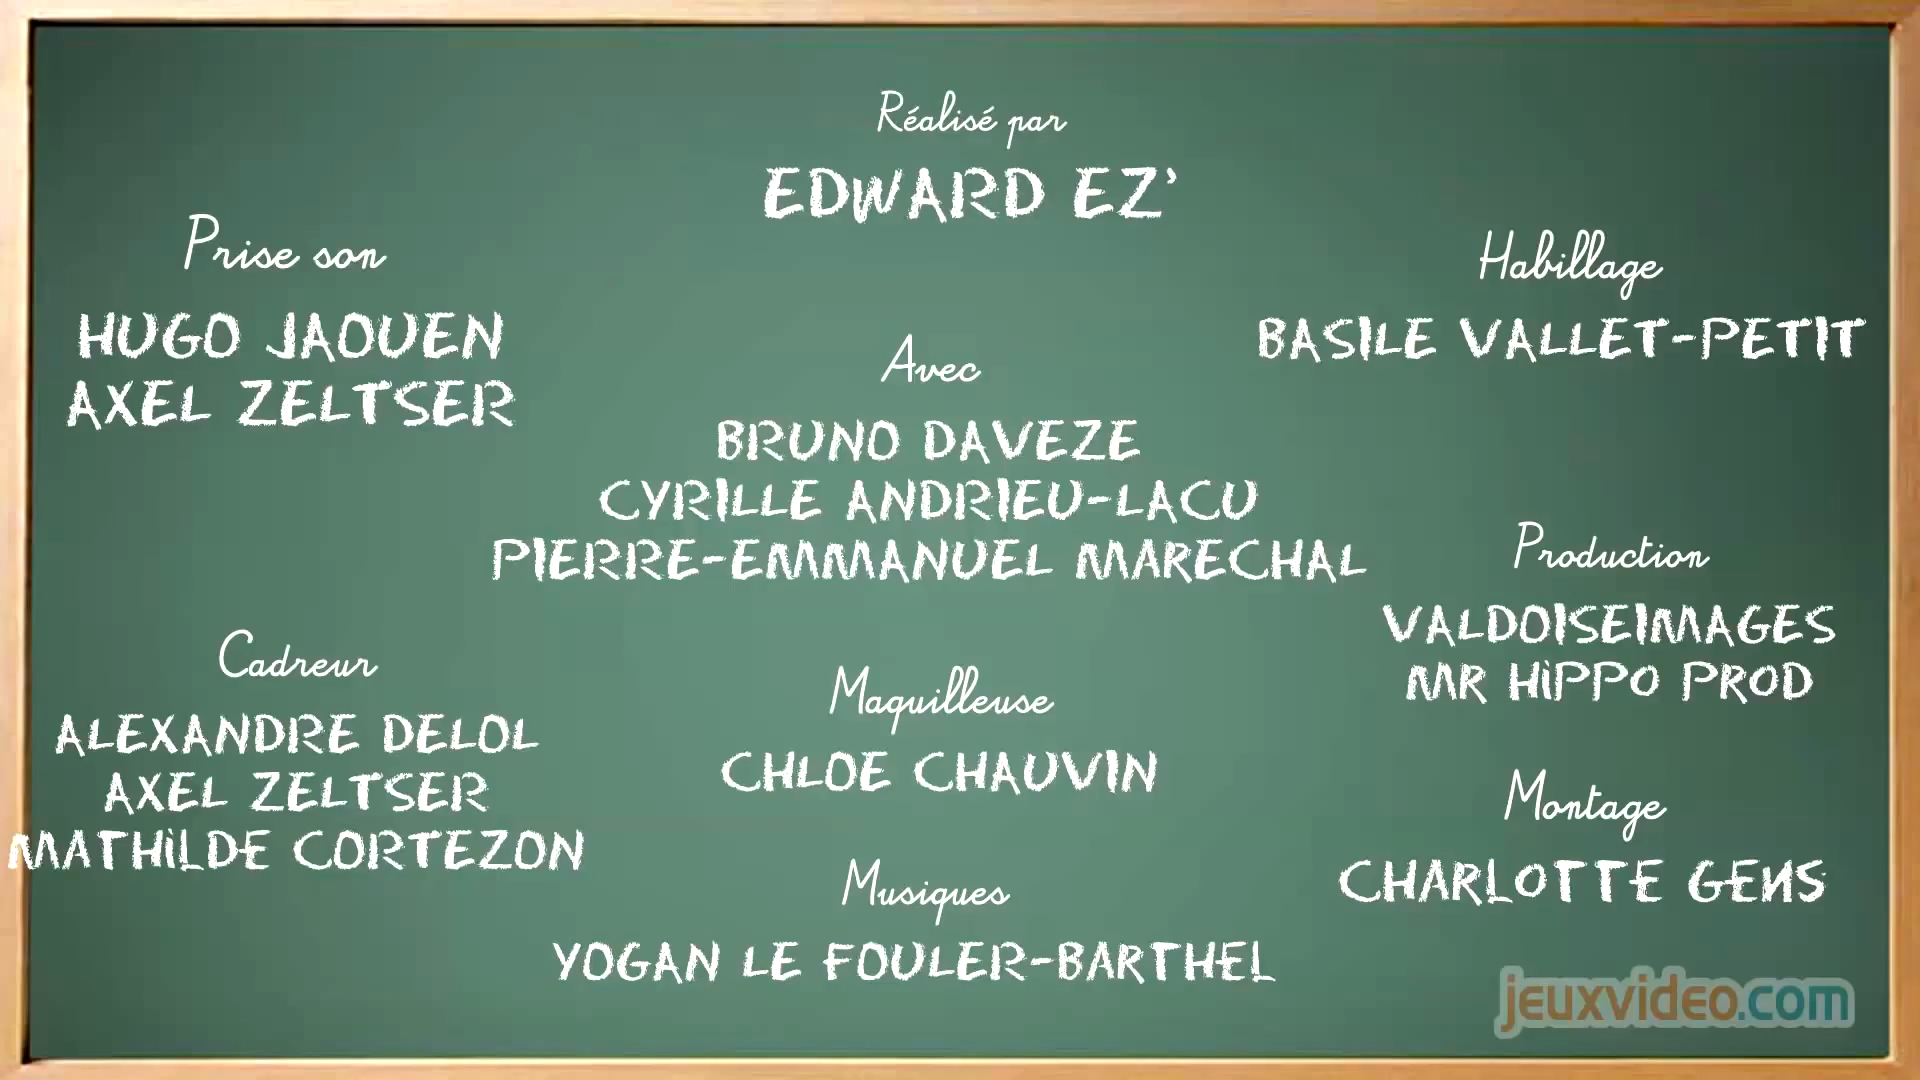 Réalisé par
EDWARD EZ'
Prise son
HUGO JAOUEN
AXEL ZELTSER
Habillage
BASILE VALLET-PETIT
Avec
BRUNO DAVEZE
CYRILLE ANDRIEU-LACU
PIERRE-EMMANUEL MARECHAL
Production
VALDOISEIMAGES
MR HiPPO PROD
Cadreur
ALEXANDRE DELOL
AXEL ZELTSER
MATHiLDE CORTEZON
Maquilleuse
CHLOE CHAUVIN
Montage
CHARLOTTE GENS
Musiques
YOGAN LE FOULER-BARTHEL
jeuxvideo.com